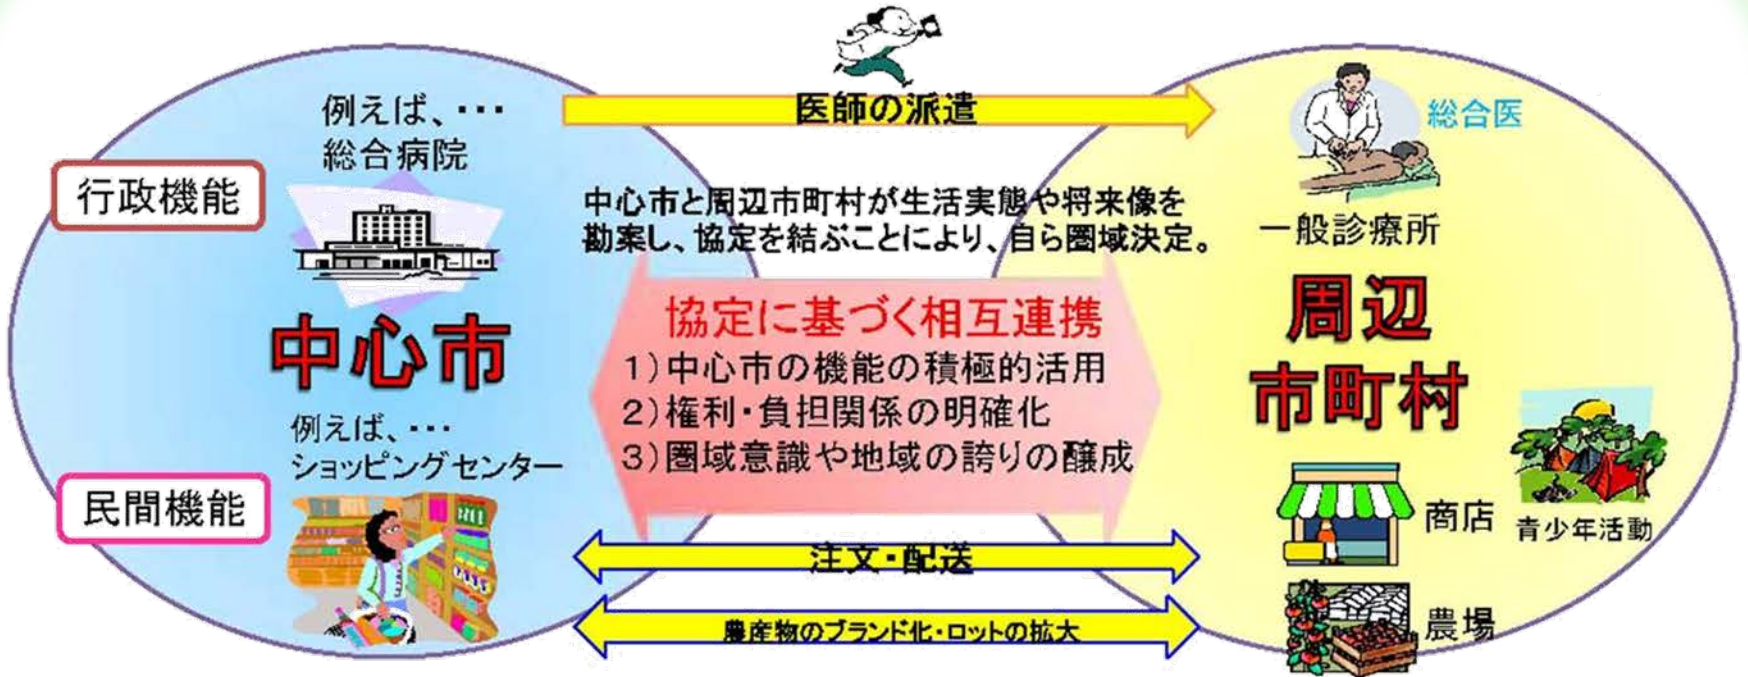 医師の派遣
例えば、・・・
総合病院
行政機能
中心市
例えば、・・・
ショッピングセンター
民間機能
中心市と周辺市町村が生活実態や将来像を
勘案し、協定を結ぶことにより、自ら圏域決定。
協定に基づく相互連携
1)中心市の機能の積極的活用
2)権利・負担関係の明確化
3)圏域意識や地域の誇りの醸成
注文・配送
農産物のブランド化・ロットの拡大
総合医
一般診療所
周辺
市町村
商店
青少年活動
農場